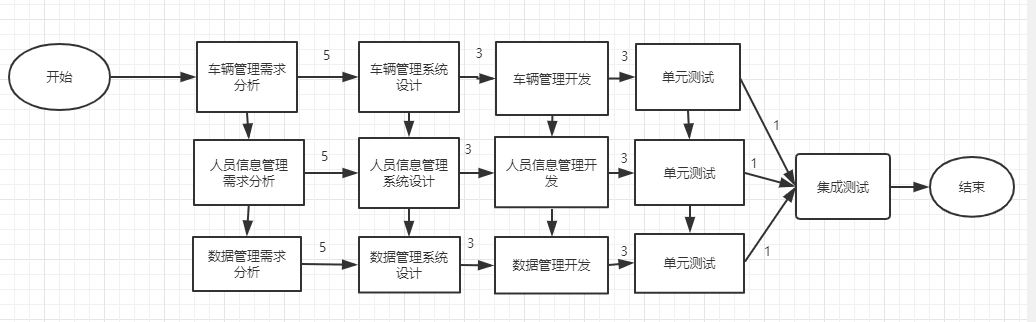 开始
车辆管理需求
分析
5
车辆管理系统
设计
3
车辆管理开发
3
单元测试
1
人员信息管理
需求分析
5
人员信息管理
系统设计
3
人员信息管理开
发
3
单元测试
1
集成测试
结束
数据管理需求
分析
5
数据管理系统
设计
3
数据管理开发
3
单元测试
1